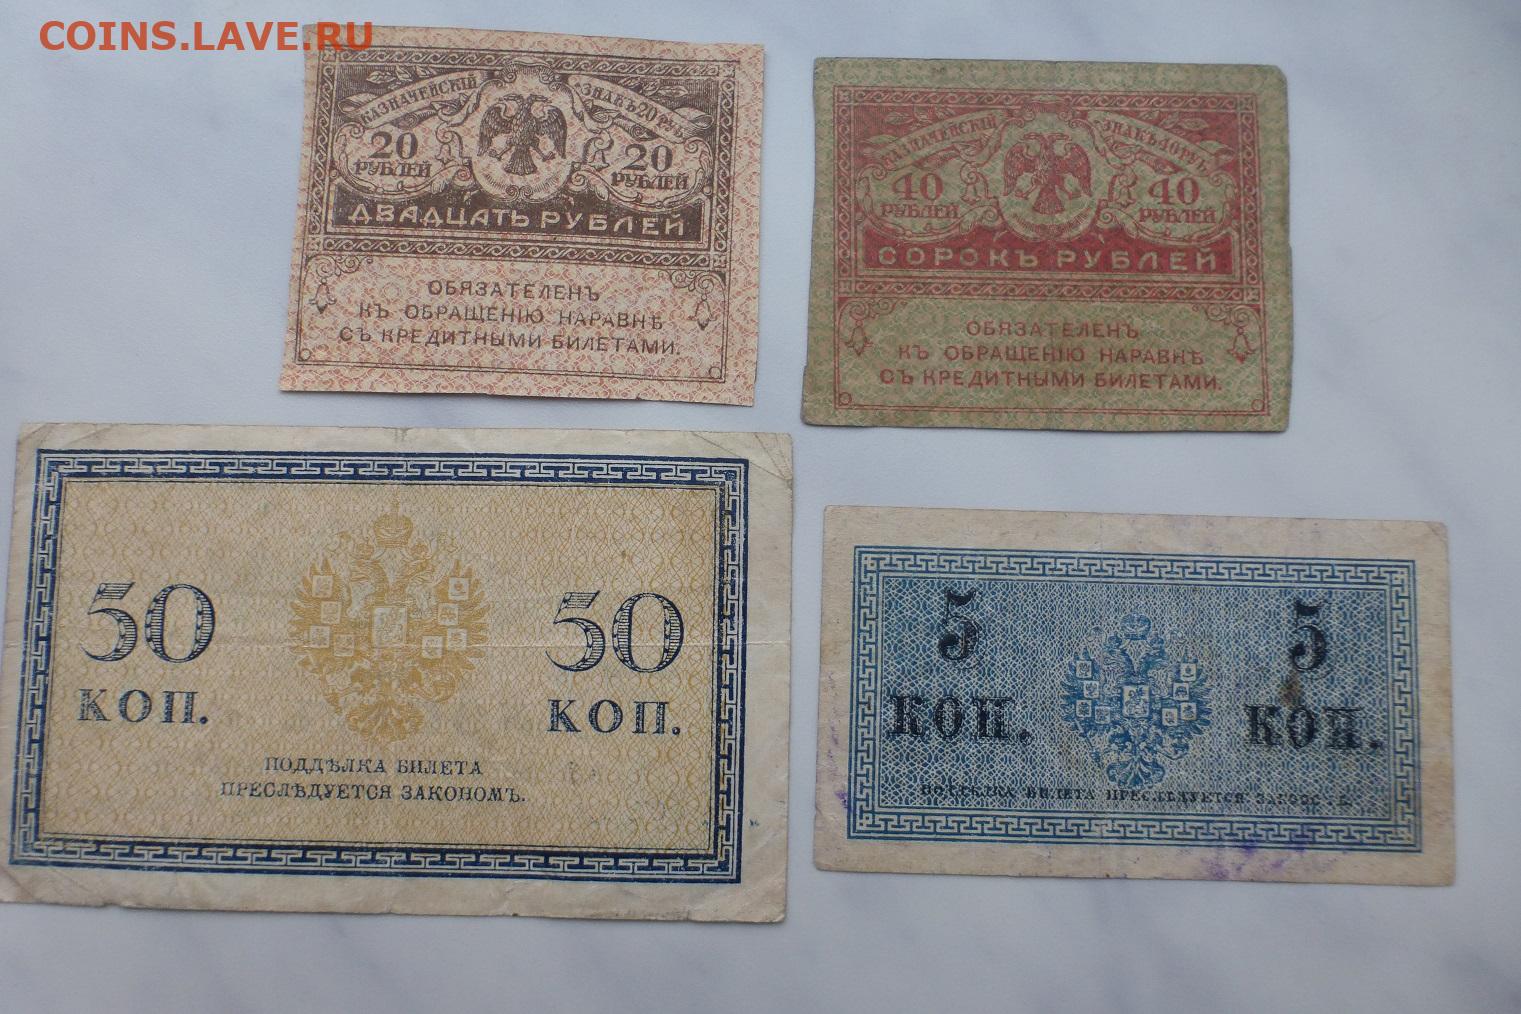 COINS.LAVE.RU
КАЗНАЧЕЙСКІЙ ЗНАКЪ 20 РУБ.
20 РУБЛЕЙ 20 РУБЛЕЙ
ДВАДЦАТЬ РУБЛЕЙ
ОБЯЗАТЕЛЕНЪ
КЪ ОБРАЩЕНІЮ НАРАВНѢ
СЪ КРЕДИТНЫМИ БИЛЕТАМИ.
КАЗНАЧЕЙСКІЙ ЗНАКЪ 40 РУБ.
40 РУБЛЕЙ 40 РУБЛЕЙ
СОРОКЪ РУБЛЕЙ
ОБЯЗАТЕЛЕНЪ
КЪ ОБРАЩЕНІЮ НАРАВНѢ
СЪ КРЕДИТНЫМИ БИЛЕТАМИ.
50 50
КОП. КОП.
ПОДДѢЛКА БИЛЕТА
ПРЕСЛѢДУЕТСЯ ЗАКОНОМЪ.
5 5
КОП. КОП.
ПОДДѢЛКА БИЛЕТА ПРЕСЛѢДУЕТСЯ